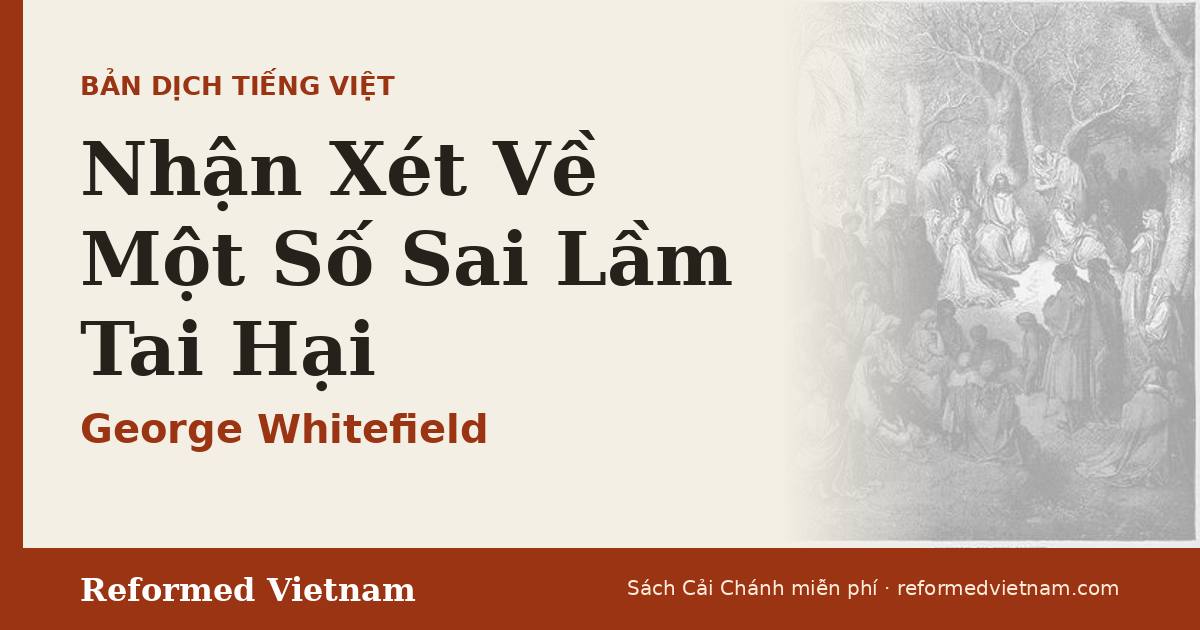 BẢN DỊCH TIẾNG VIỆT
Nhận Xét Về
Một Số Sai Lầm
Tai Hại
George Whitefield
Reformed Vietnam
Sách Cải Chánh miễn phí · reformedvietnam.com